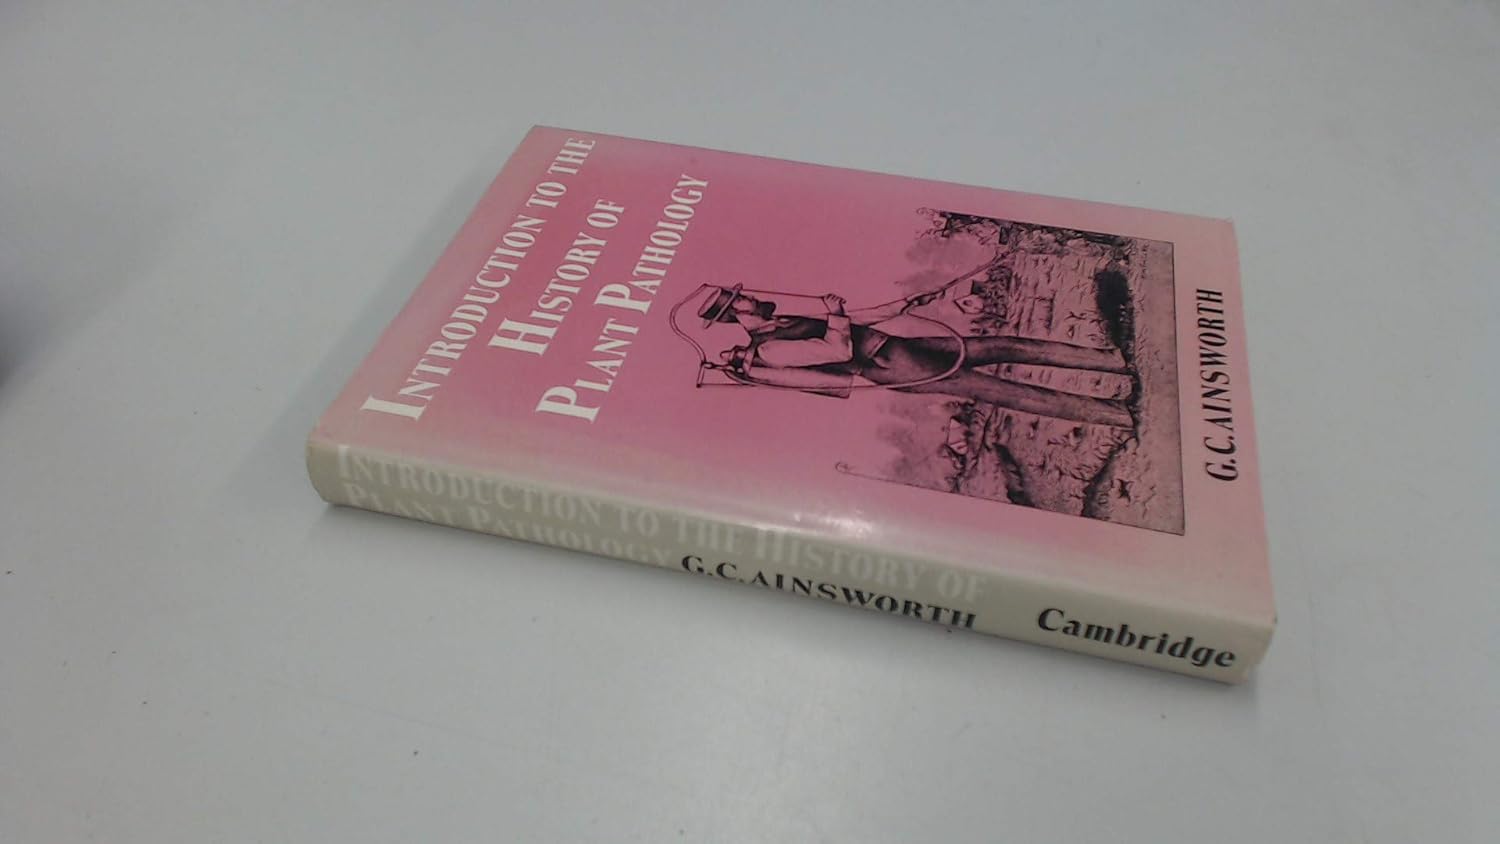 INTRODUCTION TO THE
HISTORY OF
PLANT PATHOLOGY
G.C.AINSWORTH
INTRODUCTION TO THE HISTORY OF
PLANT PATHOLOGY
G.C.AINSWORTH
Cambridge